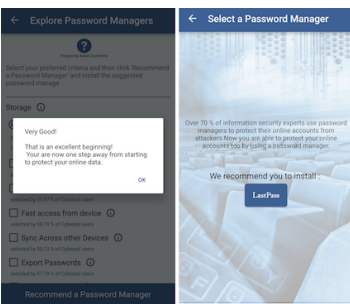 Explore Password Managers
Frequently Asked Questions
Select your preferred criteria and then click 'Recommend
a Password Manager' and install the suggested
password manage
Storage
Very Good!
That is an excellent beginning!
Your are now one step away from starting
to protect your online data.
OK
Fast access from device
Sync Across other Devices
Export Passwords
Recommend a Password Manager
Select a Password Manager
Over 70 % of information security experts use password
managers to protect their online accounts from
attackers Now you are able to protect your online
accounts too by using a password manager.
We recommend you to install :
LastPass